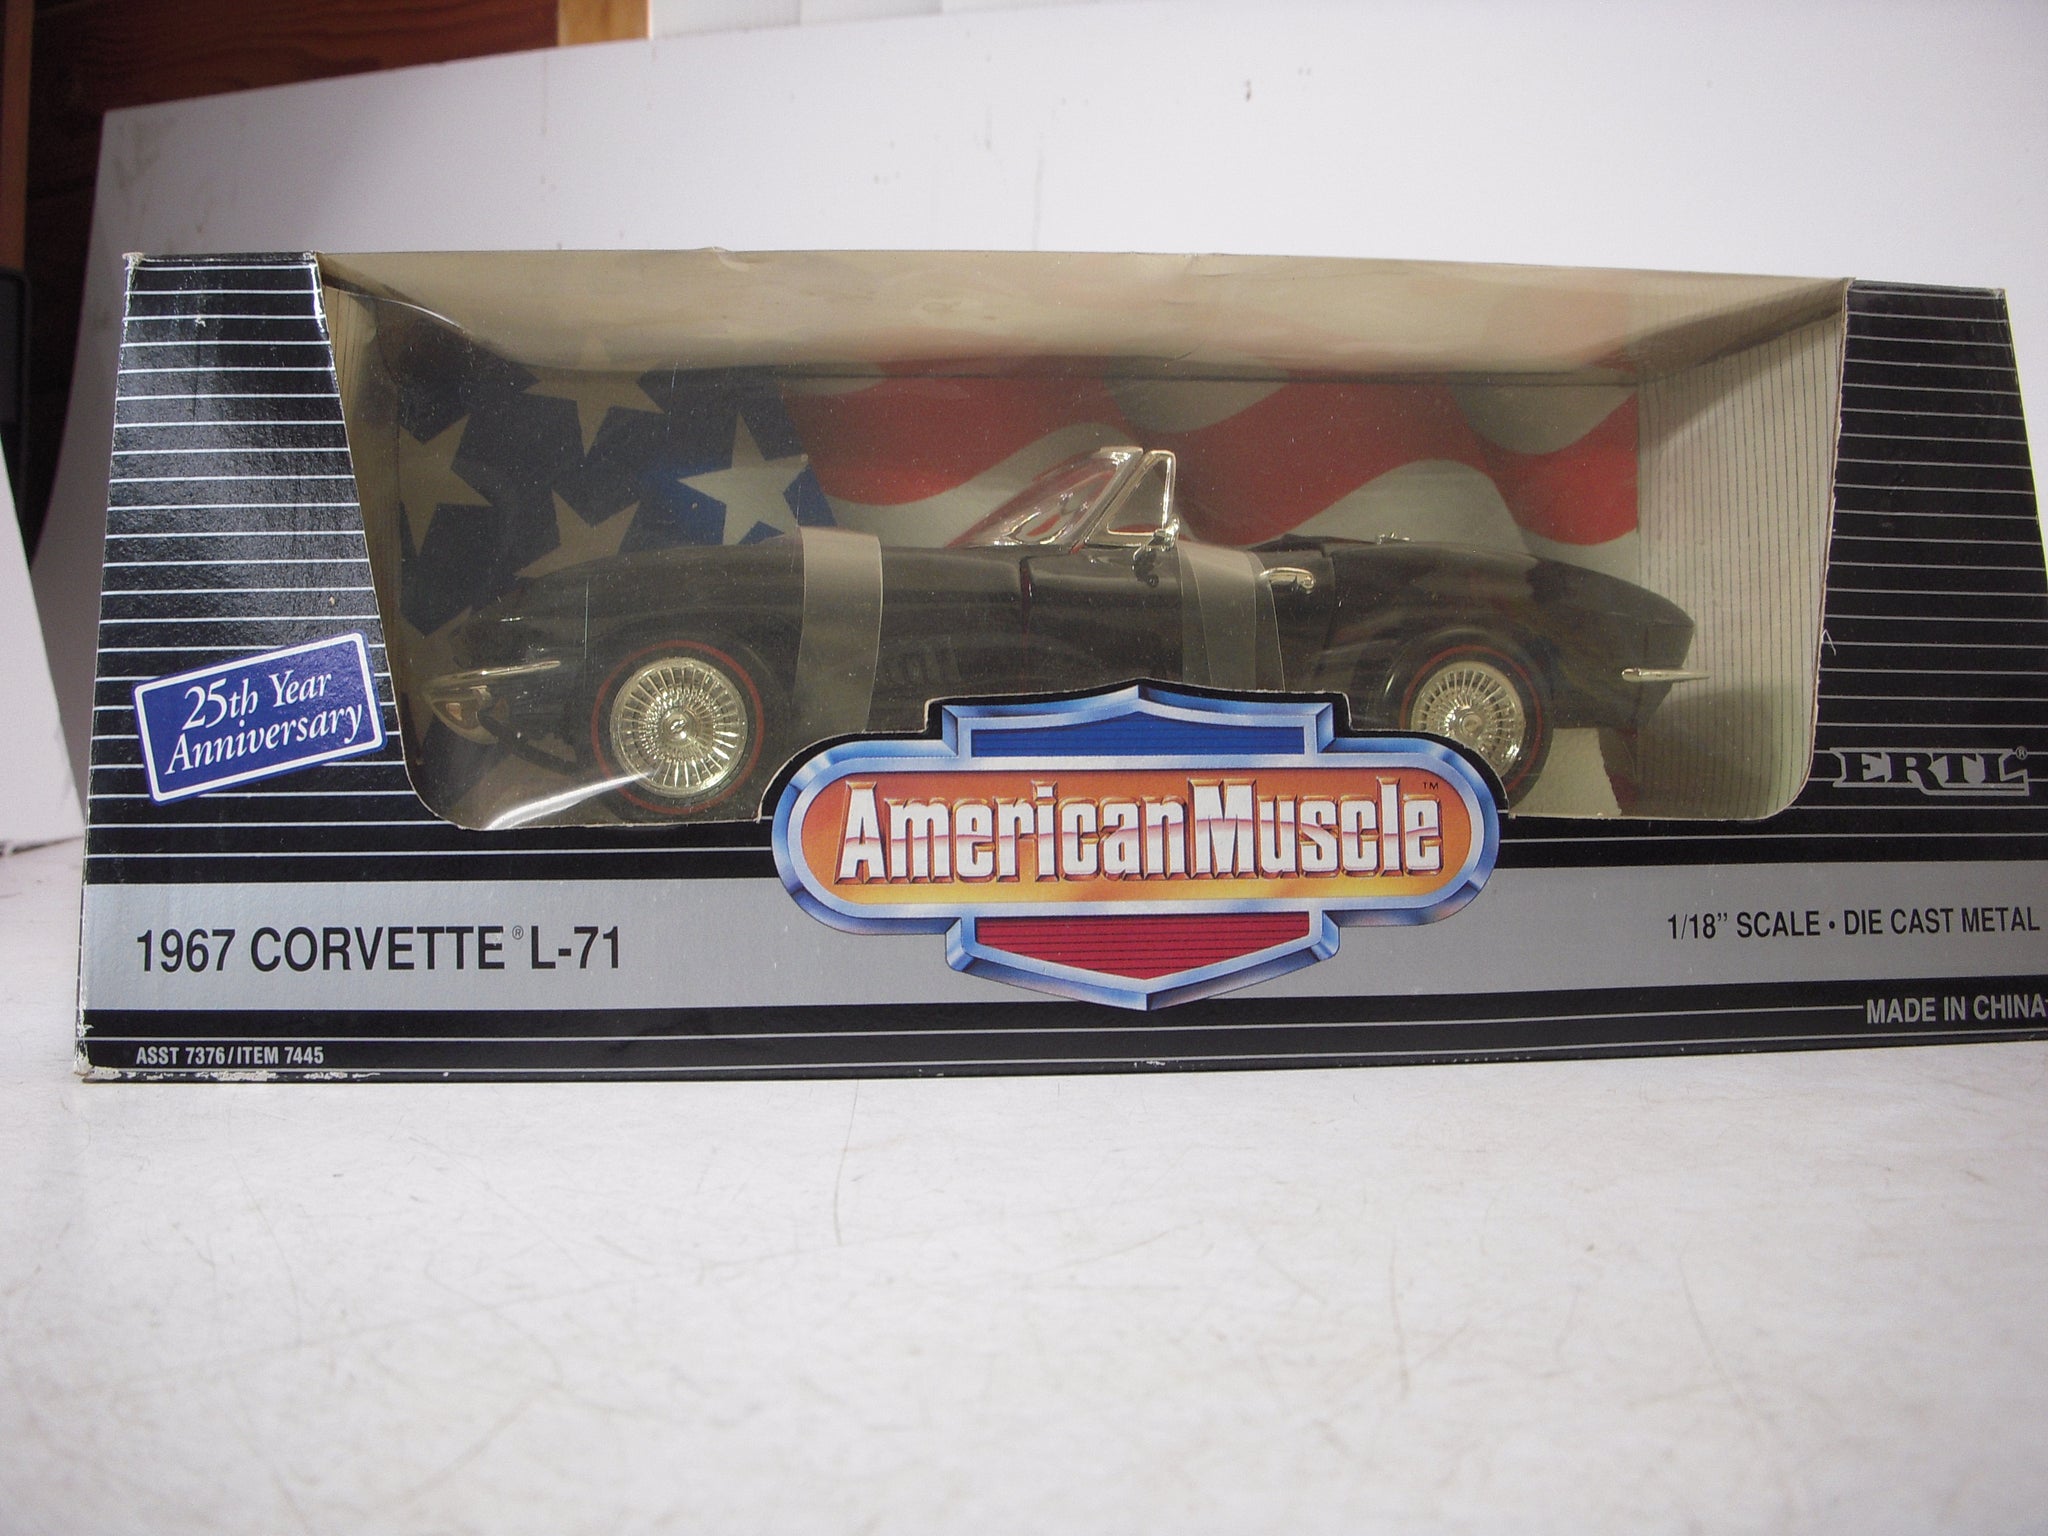 25th Year
Anniversary
ERTL®
AmericanMuscle™
1967 CORVETTE® L-71
1/18” SCALE • DIE CAST METAL
MADE IN CHINA
ASST 7376/ITEM 7445